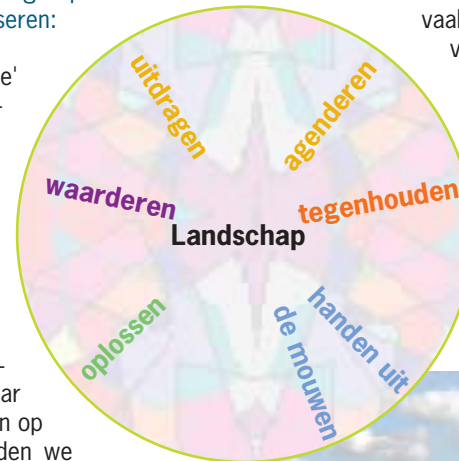 seren:
vaal
e'
uitdragen
agenderen
waarderen
tegenhouden
Landschap
oplossen
handen uit
de mouwen
ar
n op
den we